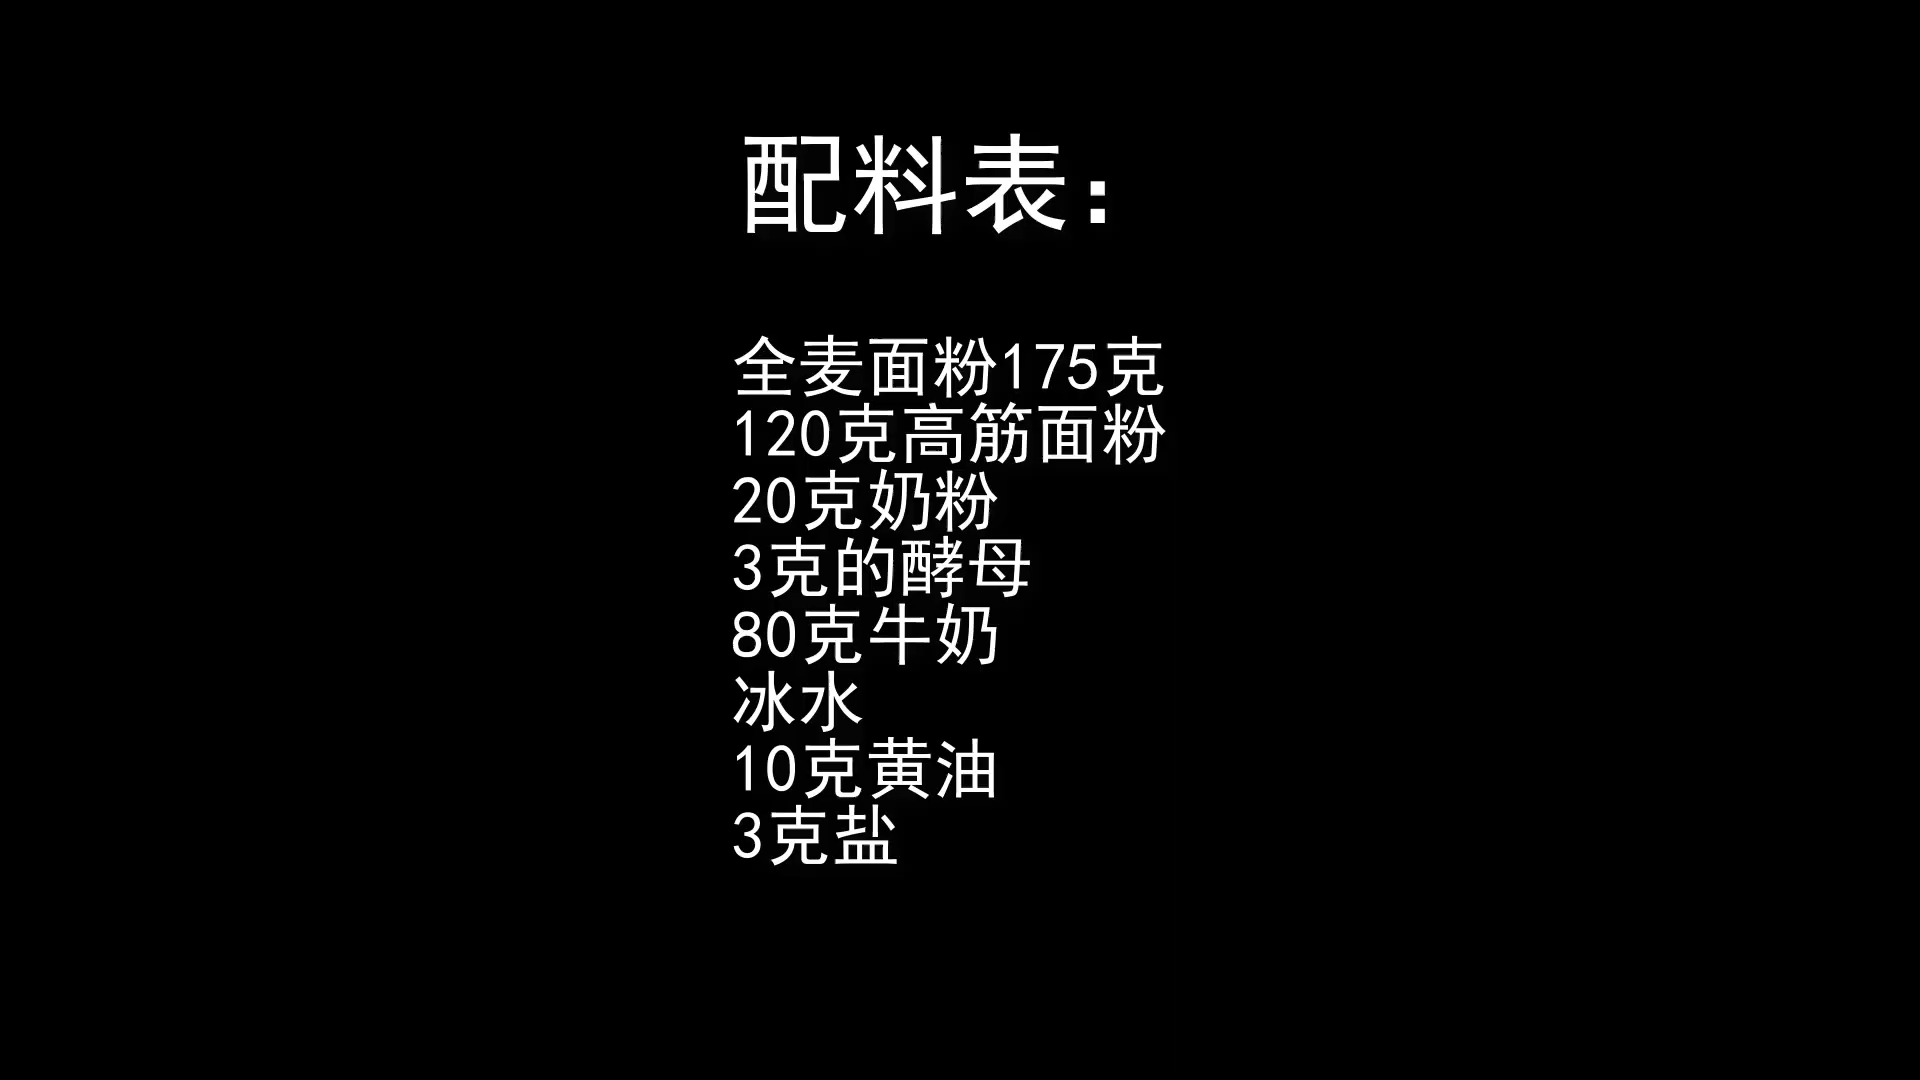 配料表：
全麦面粉175克
120克高筋面粉
20克奶粉
3克的酵母
80克牛奶
冰水
10克黄油
3克盐